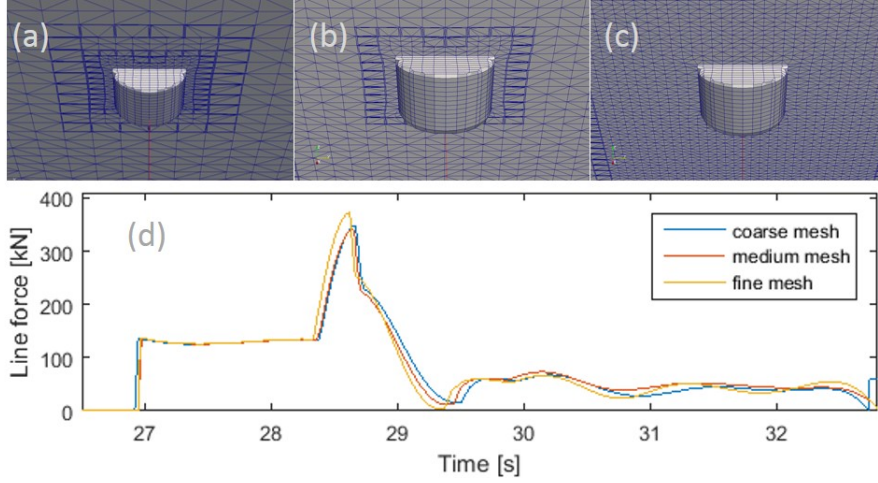 (a)
(b)
(c)
(d)
400
300
200
100
0
Line force [kN]
coarse mesh
medium mesh
fine mesh
27 28 29 30 31 32
Time [s]